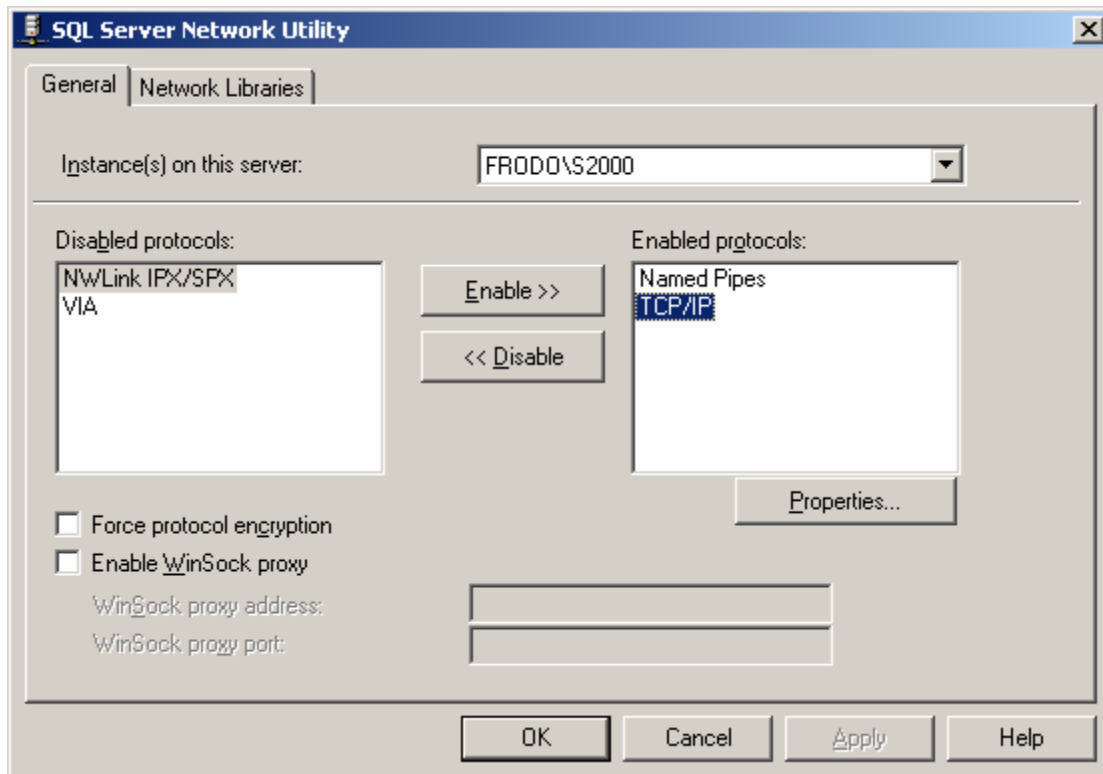 SQL Server Network Utility
General
Network Libraries
Instance(s) on this server:
FRODO\S2000
Disabled protocols:
Enabled protocols:
NWLink IPX/SPX
VIA
Enable >>
<< Disable
Named Pipes
TCP/IP
Properties...
Force protocol encryption
Enable WinSock proxy
WinSock proxy address:
WinSock proxy port:
OK
Cancel
Apply
Help